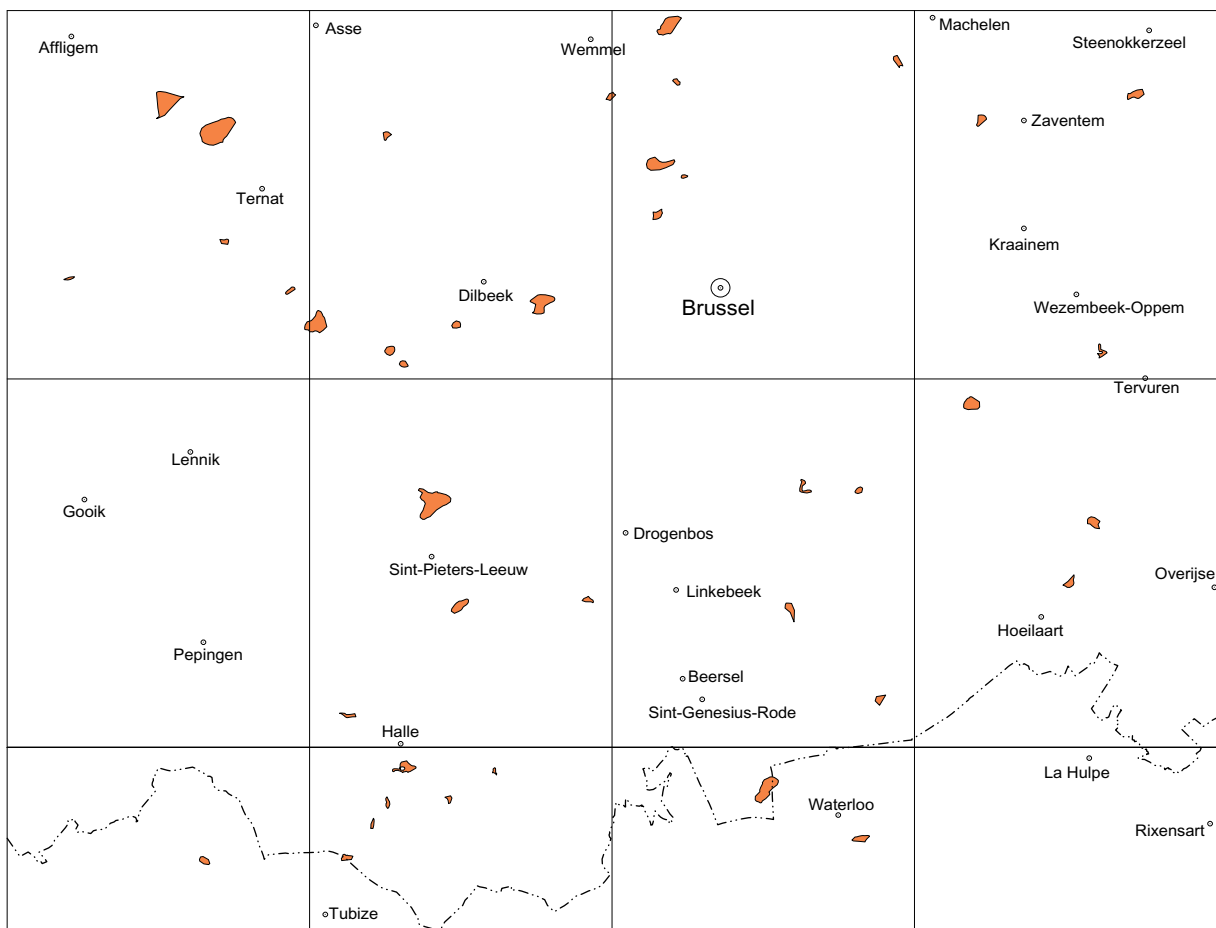 Affligem
Asse
Wemmel
Machelen
Steenokkerzeel
Zaventem
Ternat
Kraainem
Dilbeek
Brussel
Wezembeek-Oppem
Tervuren
Lennik
Gooik
Drogenbos
Sint-Pieters-Leeuw
Overijse
Linkebeek
Hoeilaart
Pepingen
Beersel
Sint-Genesius-Rode
Halle
La Hulpe
Waterloo
Rixensart
Tubize